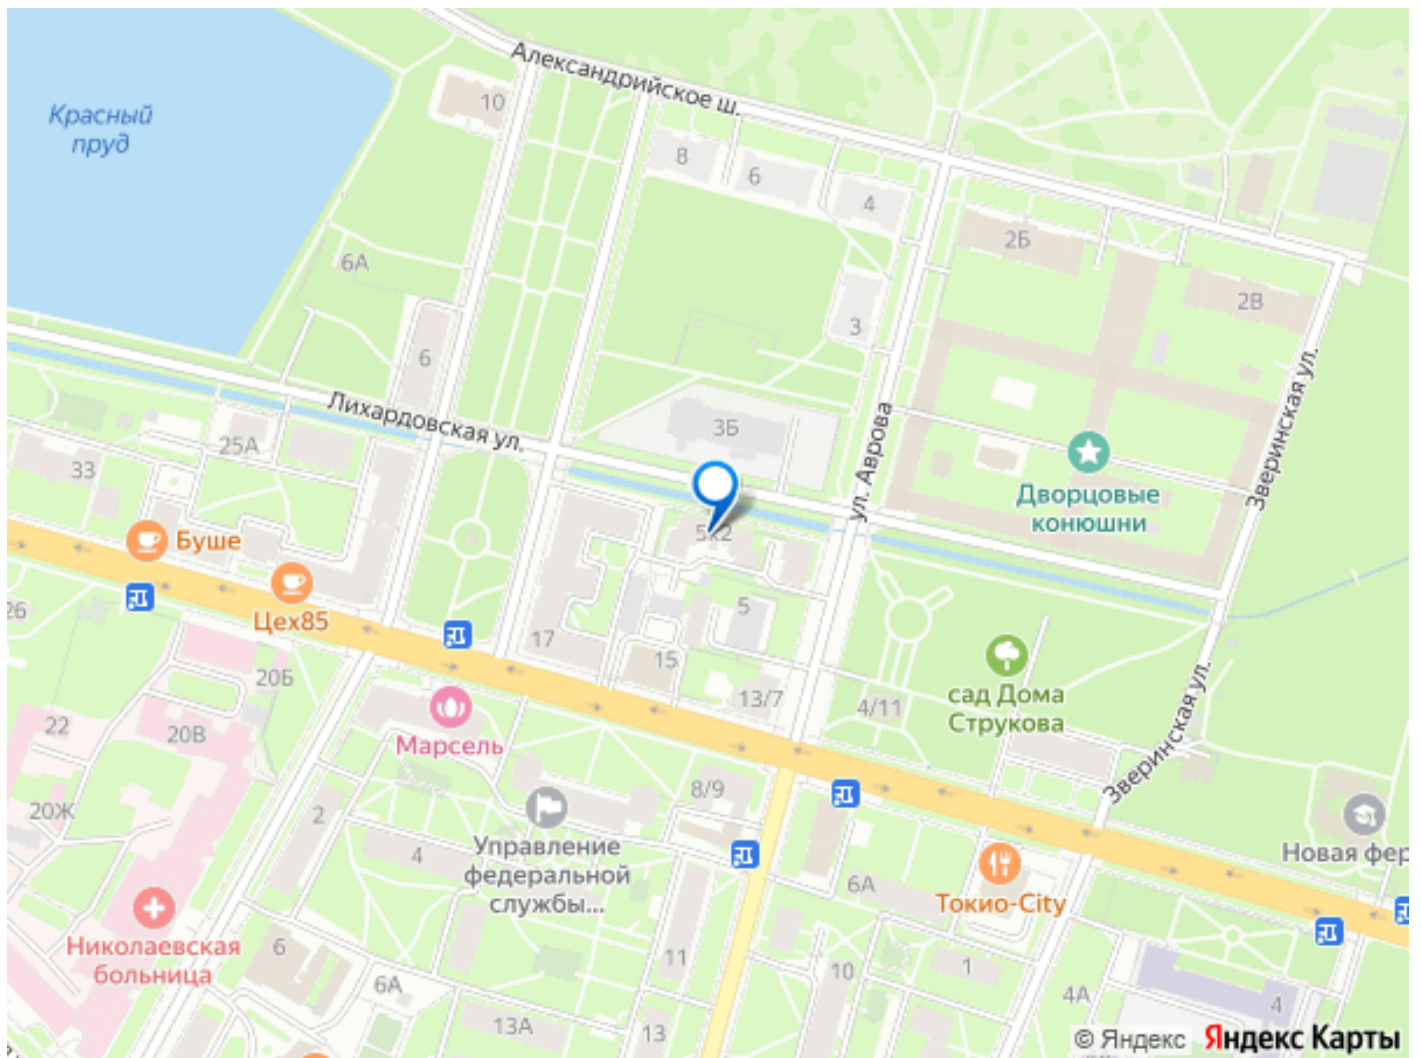 Александрийское ш.
Красный
пруд
10
8
6
4
2Б
6А
2В
3
6
Лихардовская ул.
3Б
ул. Аврова
Зверинская ул.
25А
33
Дворцовые
конюшни
Буше
5к2
Цех85
26
5
17
15
20Б
13/7
4/11
сад Дома
Струкова
Зверинская ул.
22
20В
Марсель
8/9
20Ж
2
4
Управление
федеральной
службы...
6А
Токио-City
Новая фер
Николаевская
больница
6
6А
11
10
1
4А
4
13А
13
© Яндекс Яндекс Карты